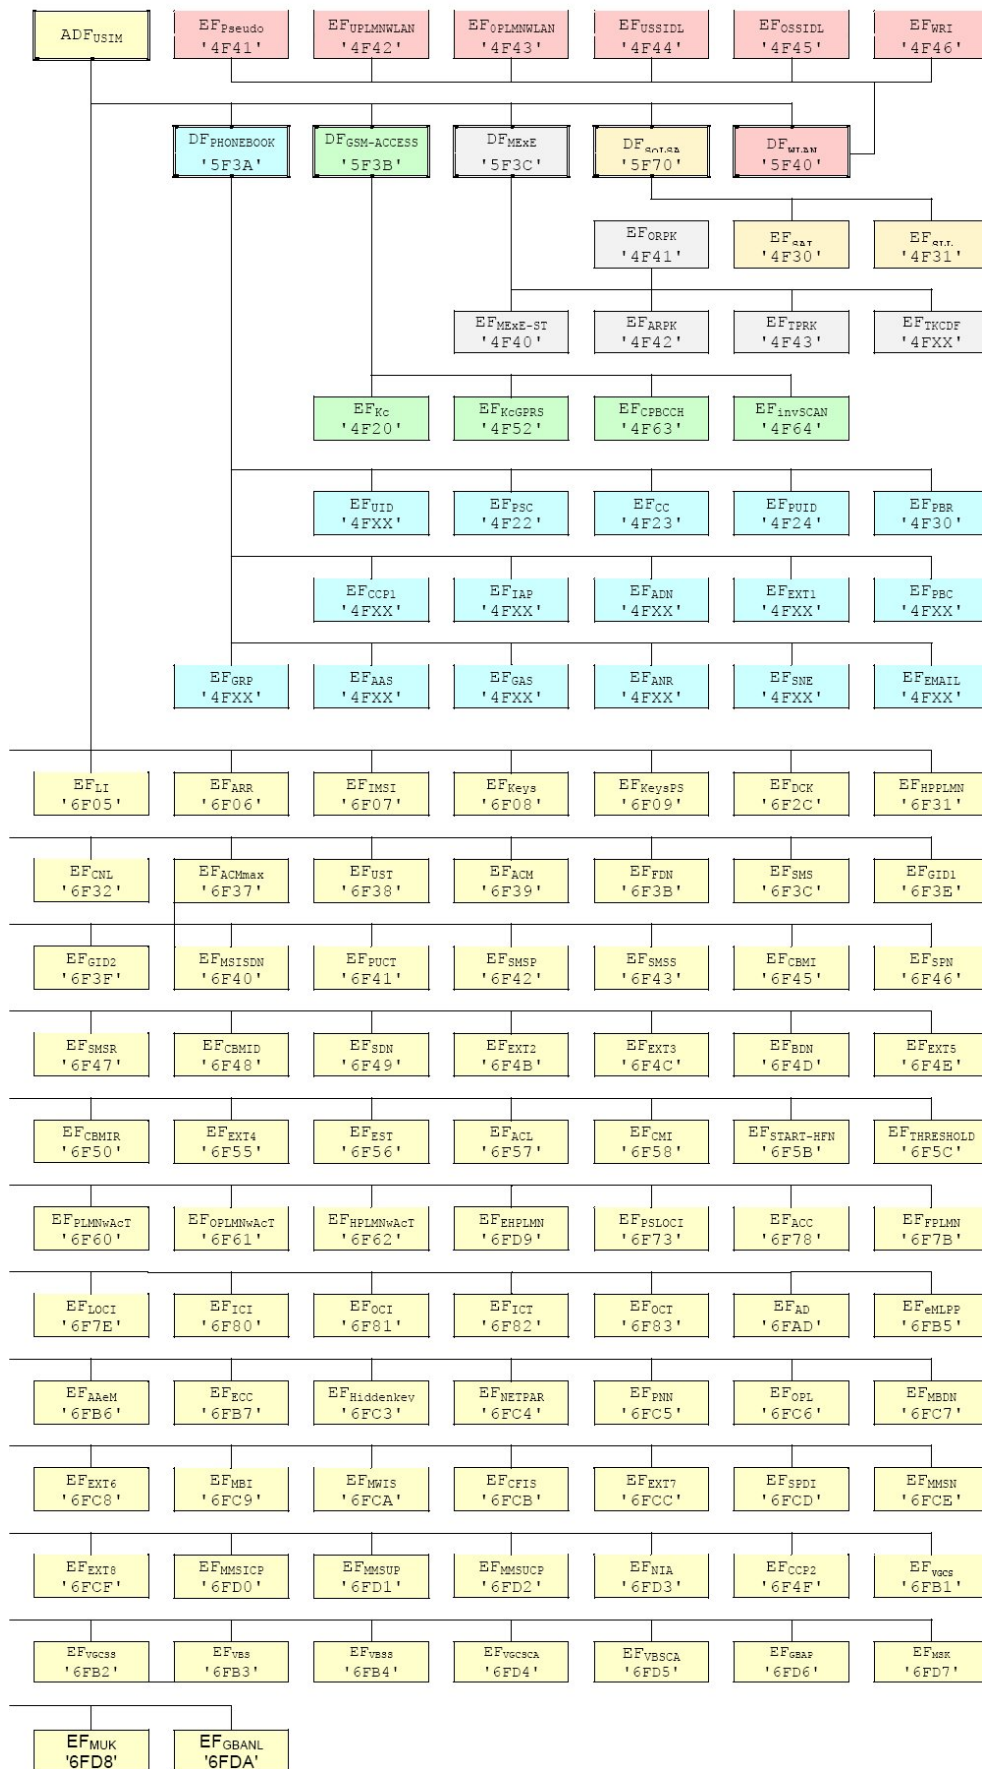 ADFUSIM
EFPseudo
'4F41'
EFUPLMNWLAN
'4F42'
EF0PLMNWLAN
'4F43'
EFUSSIDL
'4F44'
EFOSSIDL
'4F45'
EFWRI
'4F46'
DFPHONEBOOK
'5F3A'
DFGSM-ACCESS
'5F3B'
DFMExE
'5F3C'
DFSoLSA
'5F70'
DFWLAN
'5F40'
EFORPK
'4F41'
EFSAI
'4F30'
EFSLL
'4F31'
EFMExE-ST
'4F40'
EFARPK
'4F42'
EFTPRK
'4F43'
EFTKCDF
'4FXX'
EFKc
'4F20'
EFKcGPRS
'4F52'
EFCPBCCH
'4F63'
EFinvSCAN
'4F64'
EFUID
'4FXX'
EFPSC
'4F22'
EFCC
'4F23'
EFPUID
'4F24'
EFPBR
'4F30'
EFCCP1
'4FXX'
EFIAP
'4FXX'
EFADN
'4FXX'
EFEXT1
'4FXX'
EFPBC
'4FXX'
EFGRP
'4FXX'
EFAAS
'4FXX'
EFGAS
'4FXX'
EFANR
'4FXX'
EFSNE
'4FXX'
EFEMAIL
'4FXX'
EFLI
'6F05'
EFARR
'6F06'
EFIMSI
'6F07'
EFKeys
'6F08'
EFKeysPS
'6F09'
EFDCK
'6F2C'
EFHPPLMN
'6F31'
EFCNL
'6F32'
EFACMmax
'6F37'
EFUST
'6F38'
EFACM
'6F39'
EFFDN
'6F3B'
EFSMS
'6F3C'
EFGID1
'6F3E'
EFGID2
'6F3F'
EFMSISDN
'6F40'
EFPUCT
'6F41'
EFSMSP
'6F42'
EFSMSS
'6F43'
EFCBMI
'6F45'
EFSPN
'6F46'
EFSMSR
'6F47'
EFCBMID
'6F48'
EFSDN
'6F49'
EFEXT2
'6F4B'
EFEXT3
'6F4C'
EFBDN
'6F4D'
EFEXT5
'6F4E'
EFCBMIR
'6F50'
EFEXT4
'6F55'
EFEST
'6F56'
EFACL
'6F57'
EFCMI
'6F58'
EFSTART-HFN
'6F5B'
EFTHRESHOLD
'6F5C'
EFPLMNwAcT
'6F60'
EFOPLMNwAcT
'6F61'
EFHPLMNwAcT
'6F62'
EFEHPLMN
'6FD9'
EFPSLOCI
'6F73'
EFACC
'6F78'
EFFPLMN
'6F7B'
EFLOCI
'6F7E'
EFICI
'6F80'
EFOCI
'6F81'
EFICT
'6F82'
EFOCT
'6F83'
EFAD
'6FAD'
EFeMLPP
'6FB5'
EFAAeM
'6FB6'
EFECC
'6FB7'
EFHiddenkey
'6FC3'
EFNETPAR
'6FC4'
EFPNN
'6FC5'
EFOPL
'6FC6'
EFMBDN
'6FC7'
EFEXT6
'6FC8'
EFMBI
'6FC9'
EFMWIS
'6FCA'
EFCFIS
'6FCB'
EFEXT7
'6FCC'
EFSPDI
'6FCD'
EFMMSN
'6FCE'
EFEXT8
'6FCF'
EFMMSICP
'6FD0'
EFMMSUP
'6FD1'
EFMMSUCP
'6FD2'
EFNIA
'6FD3'
EFCCP2
'6F4F'
EFVGCS
'6FB1'
EFVGCSS
'6FB2'
EFVBS
'6FB3'
EFVBSS
'6FB4'
EFVGCSCA
'6FD4'
EFVBSCA
'6FD5'
EFGBAP
'6FD6'
EFMSK
'6FD7'
EFMUK
'6FD8'
EFGBANL
'6FDA'